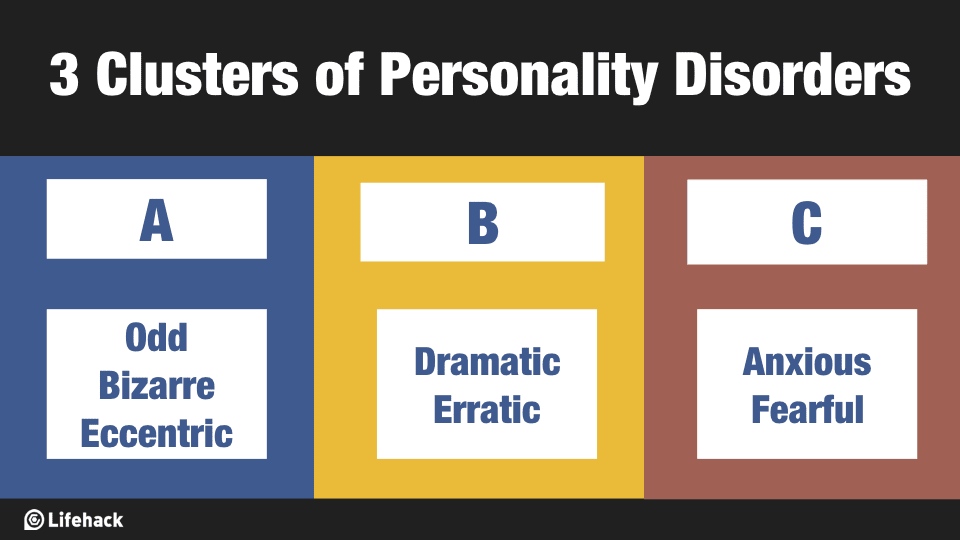 3 Clusters of Personality Disorders
A
B
C
Odd
Bizarre
Eccentric
Dramatic
Erratic
Anxious
Fearful
Lifehack